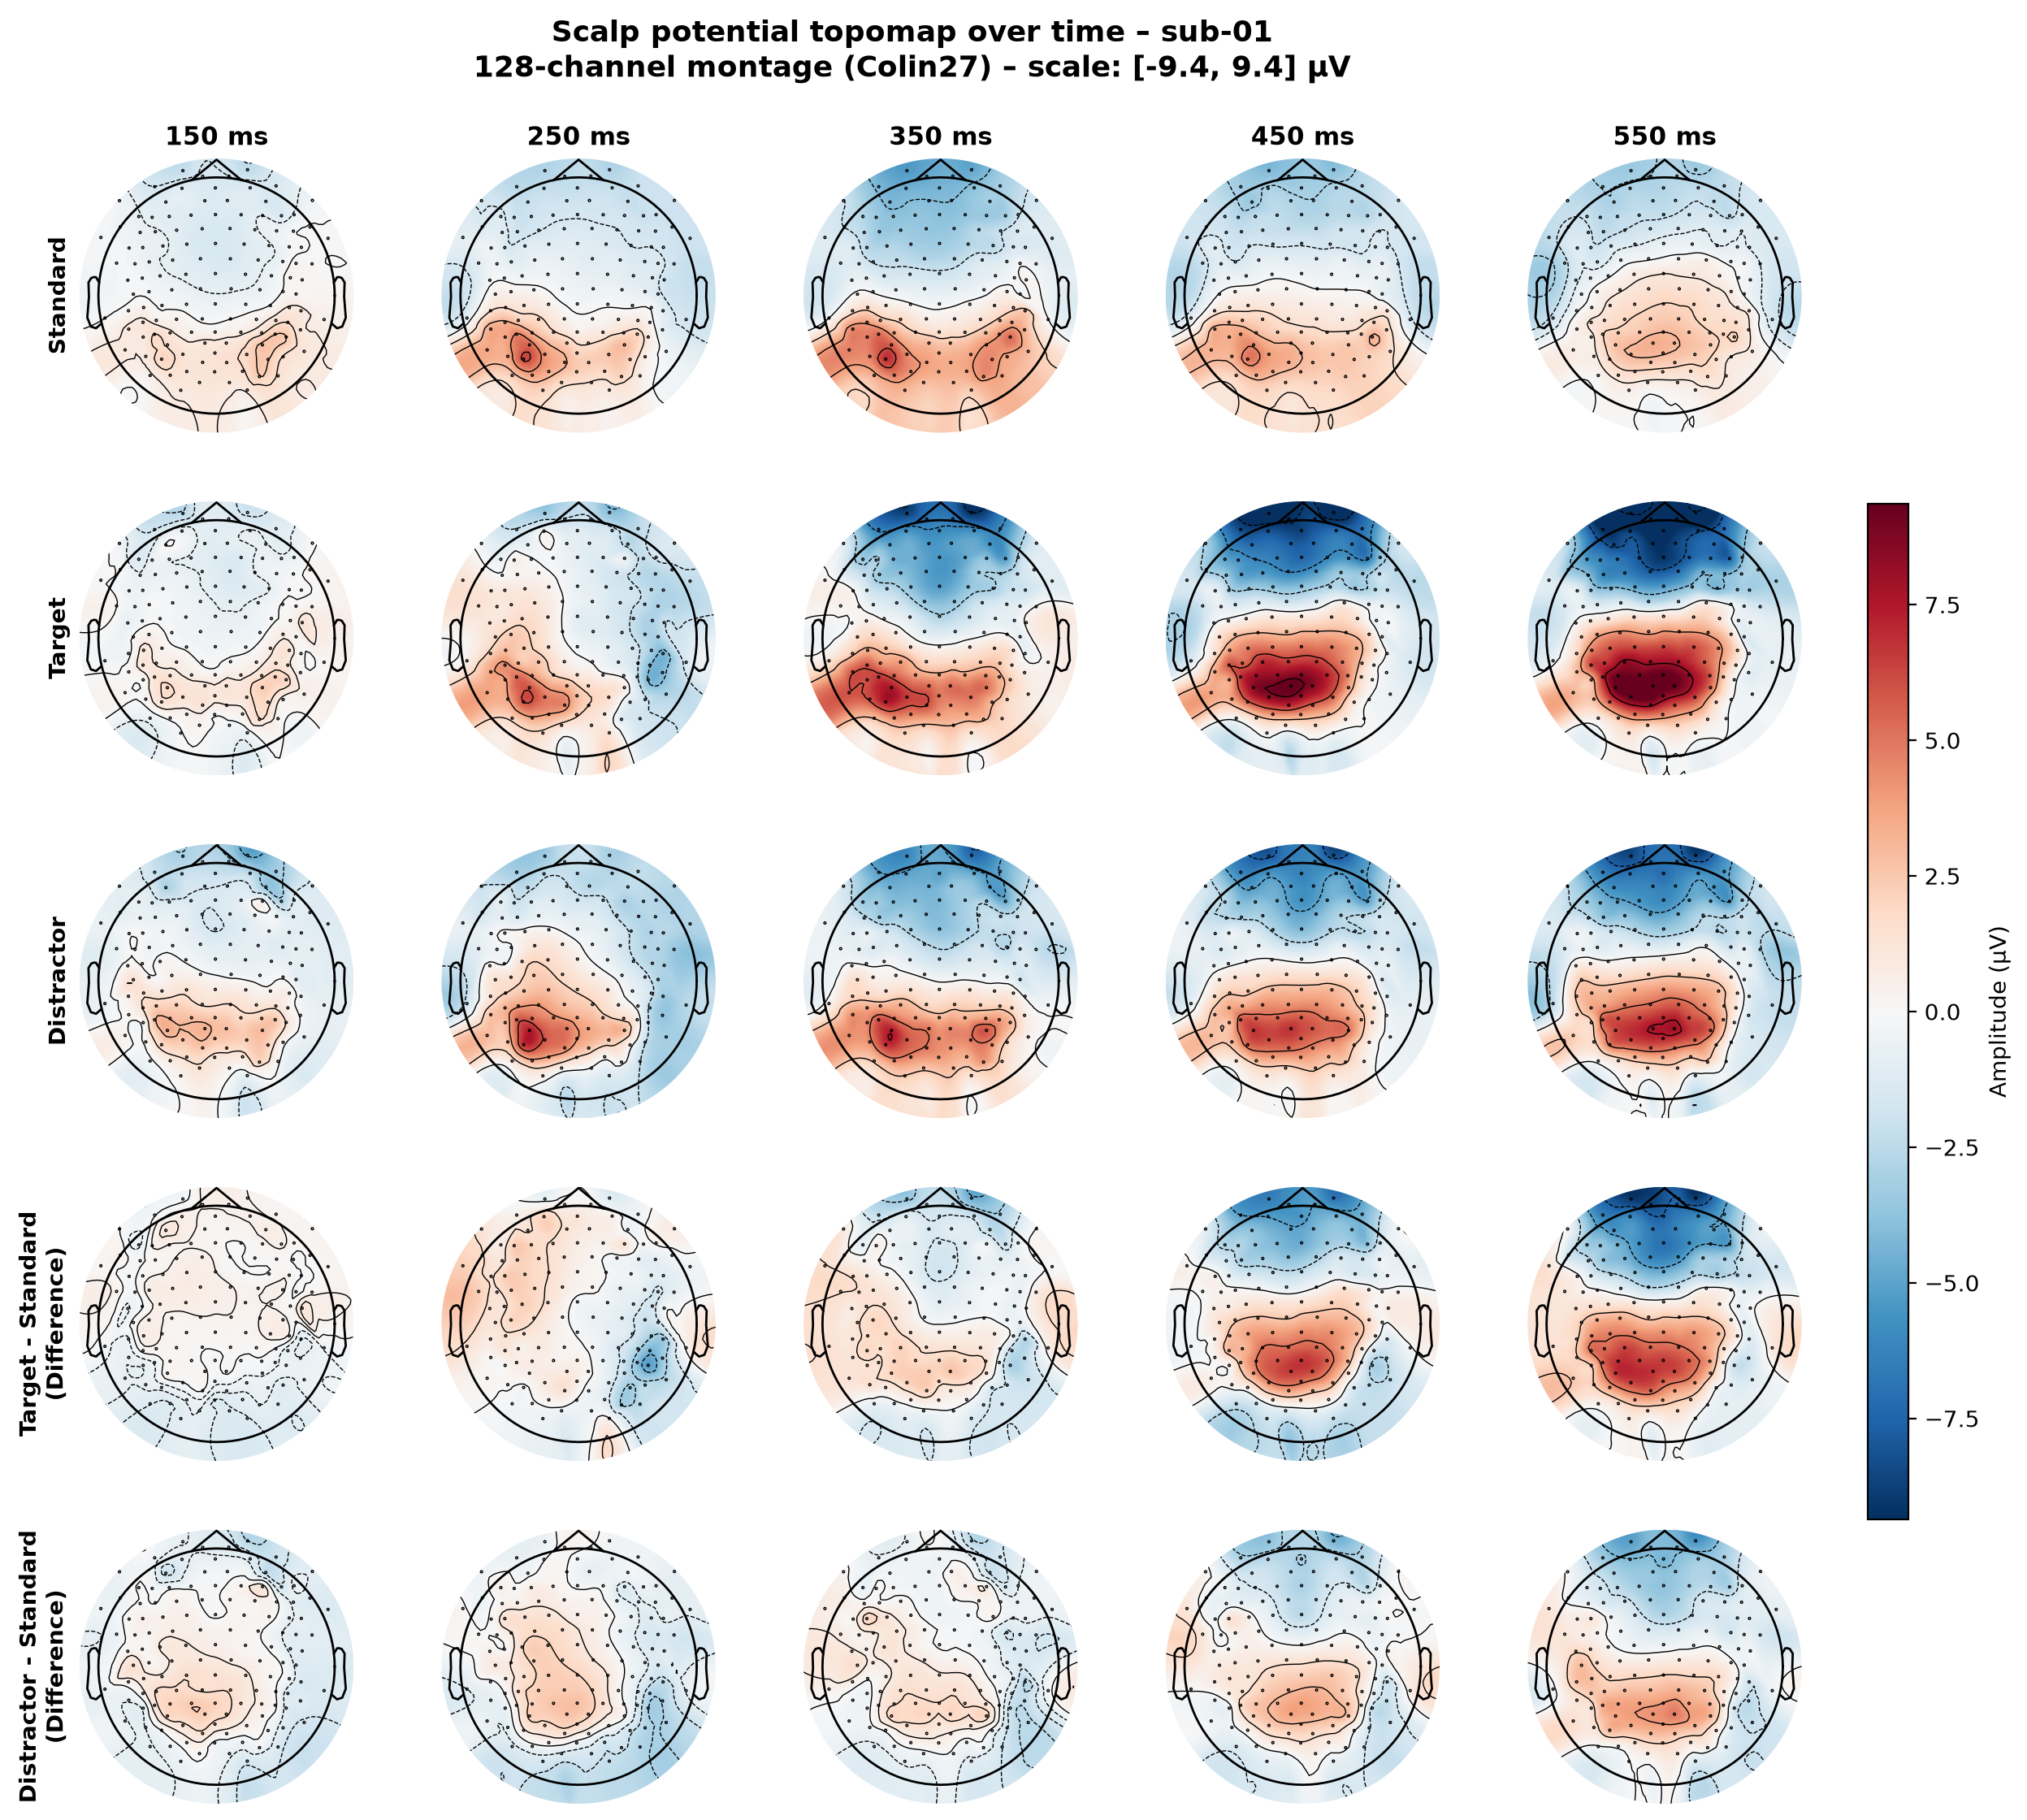 Scalp potential topomap over time – sub-01
128-channel montage (Colin27) – scale: [-9.4, 9.4] µV
150 ms
250 ms
350 ms
450 ms
550 ms
Standard
Target
Distractor
Target - Standard
(Difference)
Distractor - Standard
(Difference)
7.5
5.0
2.5
0.0
−2.5
−5.0
−7.5
Amplitude (µV)